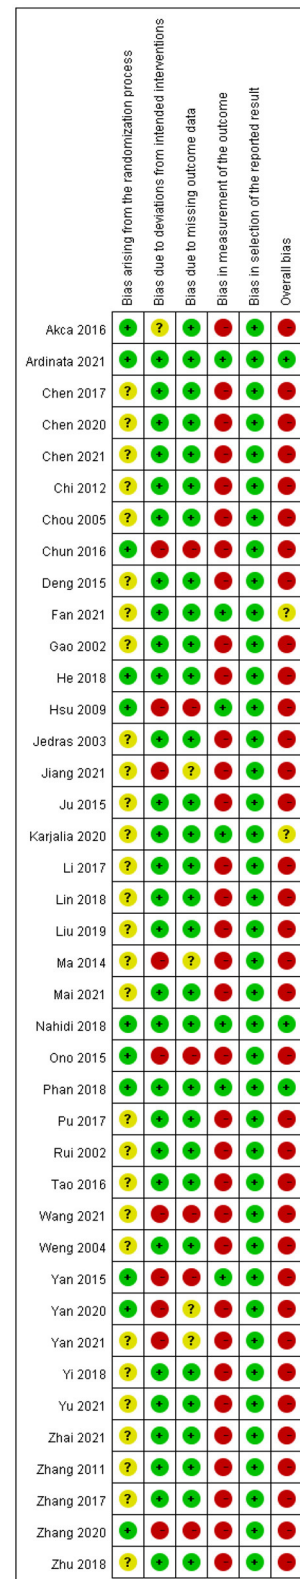 Bias arising from the randomization process
Bias due to deviations from intended interventions
Bias due to missing outcome data
Bias in measurement of the outcome
Bias in selection of the reported result
Overall bias
Akca 2016 + ? + - + -
Ardinata 2021 + + + + + +
Chen 2017 ? + + - + -
Chen 2020 ? + + - + -
Chen 2021 ? + + - + -
Chi 2012 ? + + - + -
Chou 2005 ? + + - + -
Chun 2016 + - - - + -
Deng 2015 ? + + - + -
Fan 2021 ? + + + + ?
Gao 2002 ? + + - + -
He 2018 + + + - + -
Hsu 2009 + - - + + -
Jedras 2003 ? + + - + -
Jiang 2021 ? - ? - + -
Ju 2015 ? + + - + -
Karjalia 2020 ? + + + + ?
Li 2017 ? + + - + -
Lin 2018 ? + + - + -
Liu 2019 ? + + - + -
Ma 2014 ? - ? - + -
Mai 2021 ? + + - + -
Nahidi 2018 + + + + + +
Ono 2015 + - - - + -
Phan 2018 + + + + + +
Pu 2017 ? + + - + -
Rui 2002 ? + + - + -
Tao 2016 ? + + - + -
Wang 2021 ? - - - + -
Weng 2004 ? + + - + -
Yan 2015 + - - + + -
Yan 2020 + - ? - + -
Yan 2021 ? - ? - + -
Yi 2018 ? + + - + -
Yu 2021 ? + + - + -
Zhai 2021 ? + + - + -
Zhang 2011 ? + + - + -
Zhang 2017 ? + + - + -
Zhang 2020 + - - - + -
Zhu 2018 ? + + - + -